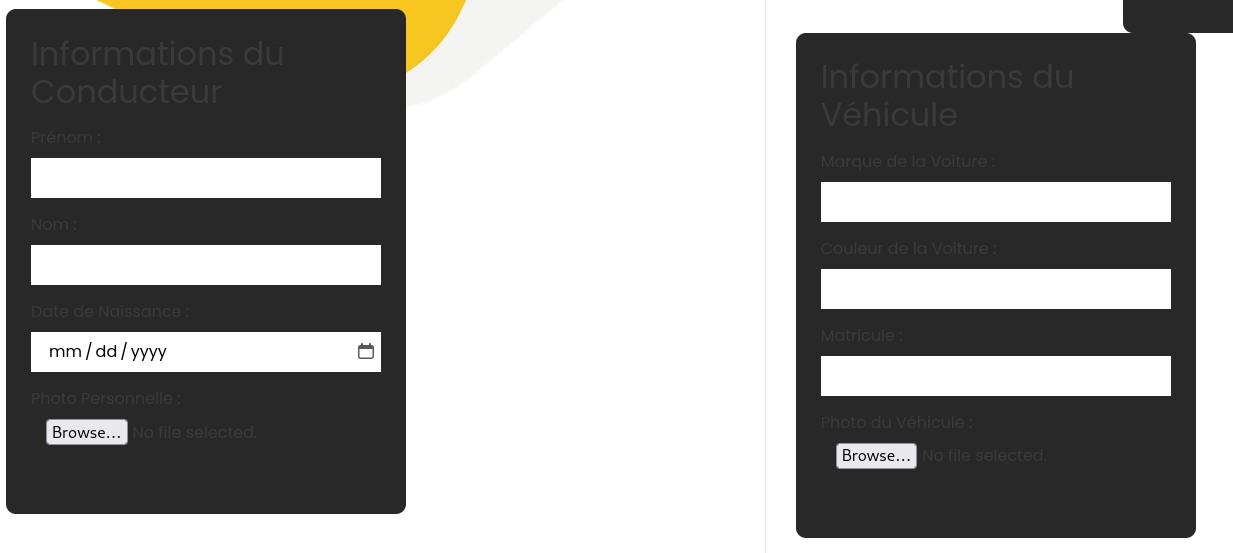 Informations du
Conducteur
Prénom :
Nom :
Date de Naissance :
mm / dd / yyyy
Photo Personnelle :
Browse... No file selected.
Informations du
Véhicule
Marque de la Voiture :
Couleur de la Voiture :
Matricule :
Photo du Véhicule :
Browse... No file selected.